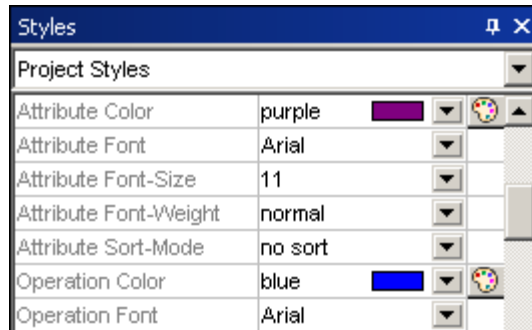 Styles
Project Styles
Attribute Color purple
Attribute Font Arial
Attribute Font-Size 11
Attribute Font-Weight normal
Attribute Sort-Mode no sort
Operation Color blue
Operation Font Arial